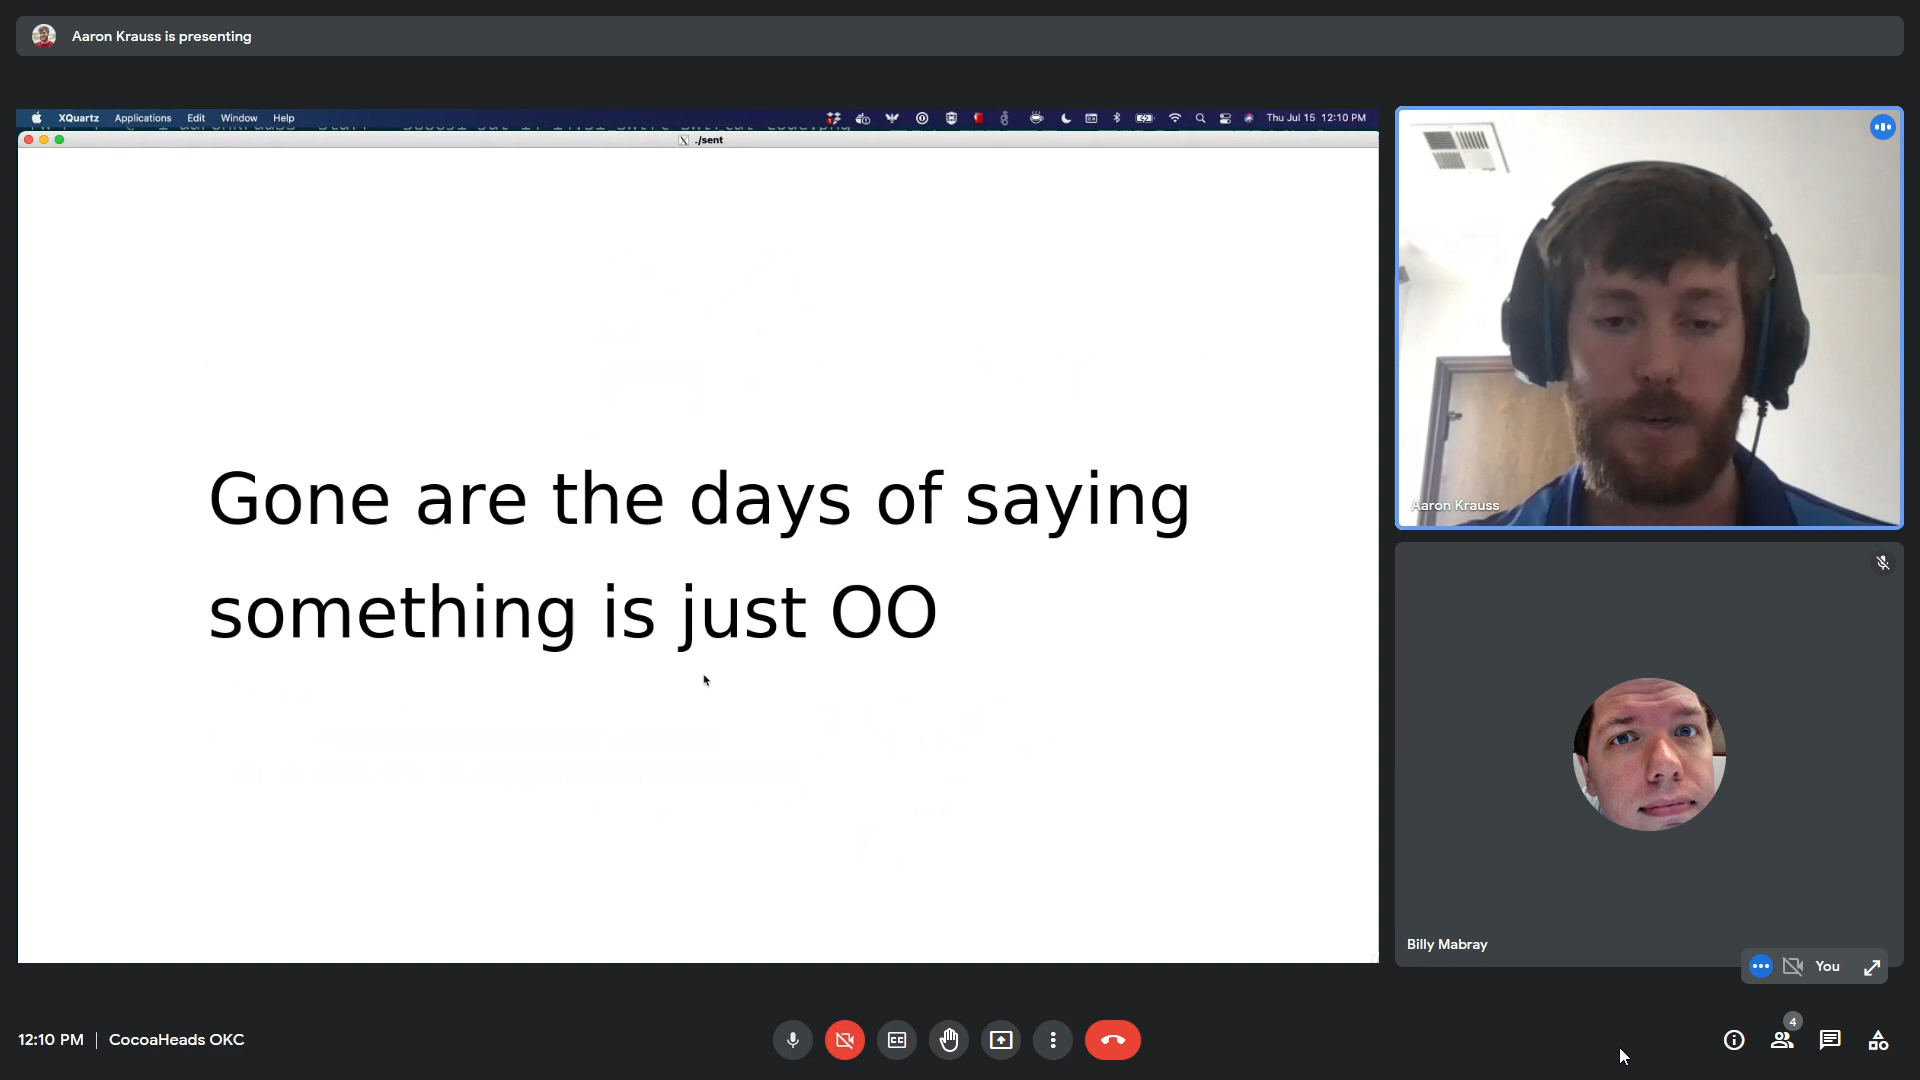 Aaron Krauss is presenting
XQuartz Applications Edit Window Help
Thu Jul 15 12:10 PM
./sent
Gone are the days of saying
something is just OO
Aaron Krauss
Billy Mabray
You
12:10 PM | CocoaHeads OKC
4